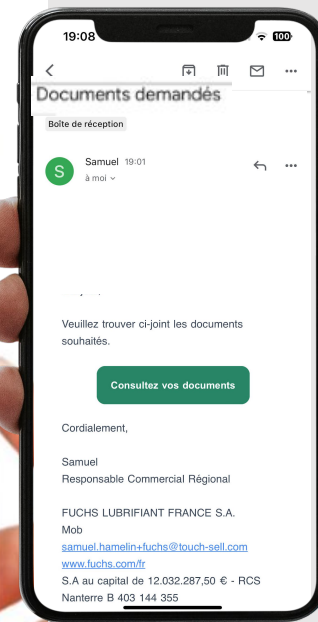 19:08
100
Documents demandés
Boîte de réception
S
Samuel 19:01
à moi
Veuillez trouver ci-joint les documents
souhaités.
Consultez vos documents
Cordialement,
Samuel
Responsable Commercial Régional
FUCHS LUBRIFIANT FRANCE S.A.
Mob
samuel.hamelin+fuchs@touch-sell.com
www.fuchs.com/fr
S.A au capital de 12.032.287,50 € - RCS
Nanterre B 403 144 355